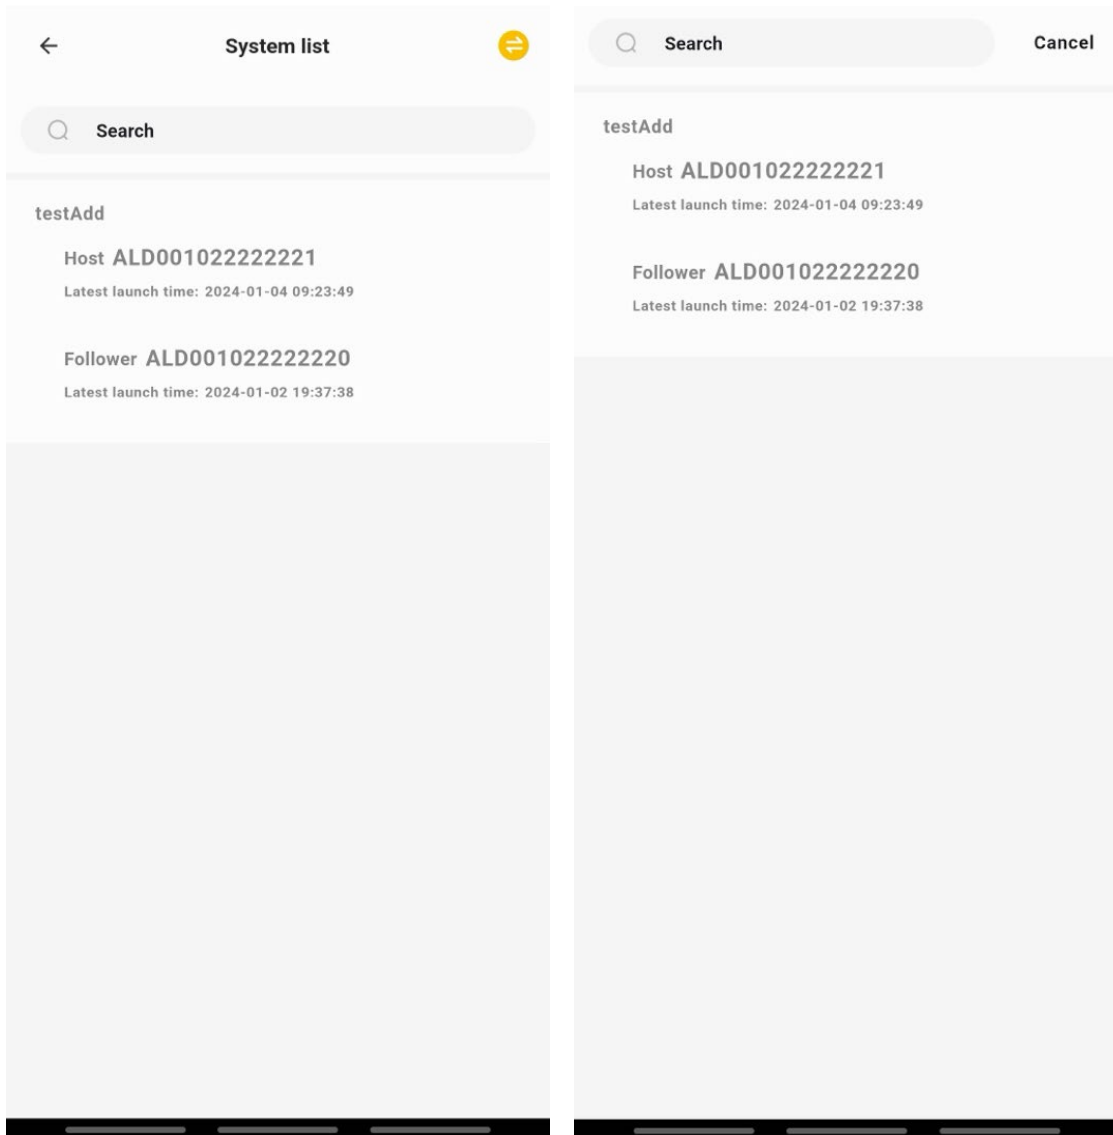 System list
Search
testAdd
Host ALD001022222221
Latest launch time: 2024-01-04 09:23:49
Follower ALD001022222220
Latest launch time: 2024-01-02 19:37:38
Search Cancel
testAdd
Host ALD001022222221
Latest launch time: 2024-01-04 09:23:49
Follower ALD001022222220
Latest launch time: 2024-01-02 19:37:38